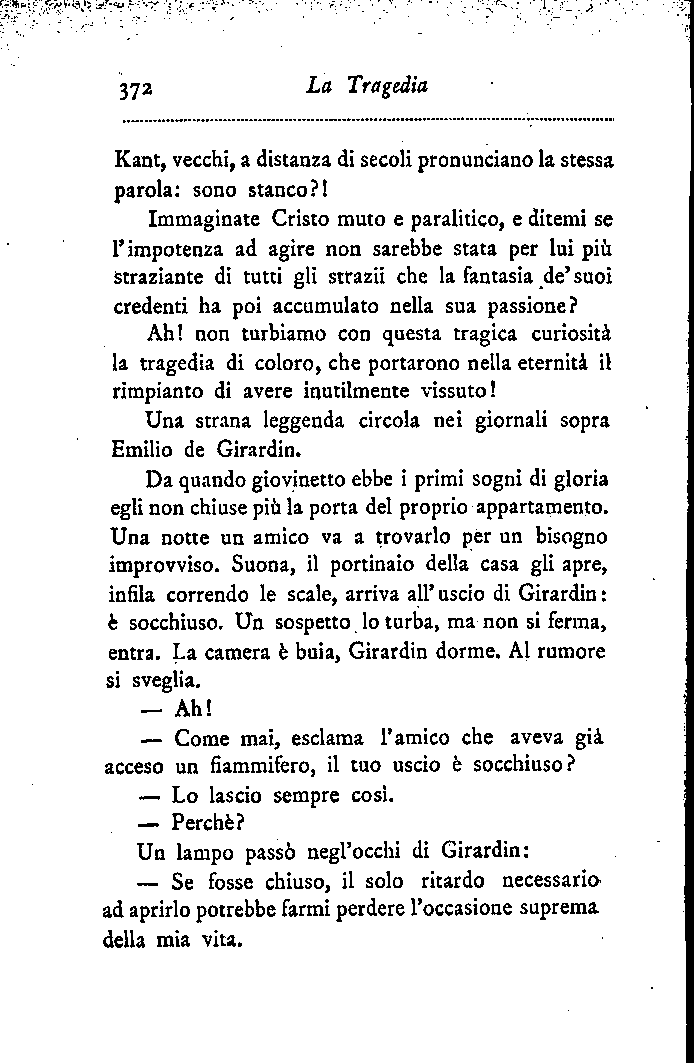 372 La Tragedia
Kant, vecchi, a distanza di secoli pronunciano la stessa
parola: sono stanco?!
Immaginate Cristo muto e paralitico, e ditemi se
l'impotenza ad agire non sarebbe stata per lui più
straziante di tutti gli strazii che la fantasia de' suoi
credenti ha poi accumulato nella sua passione?
Ah! non turbiamo con questa tragica curiosità
la tragedia di coloro, che portarono nella eternità il
rimpianto di avere inutilmente vissuto!
Una strana leggenda circola nei giornali sopra
Emilio de Girardin.
Da quando giovinetto ebbe i primi sogni di gloria
egli non chiuse più la porta del proprio appartamento.
Una notte un amico va a trovarlo per un bisogno
improvviso. Suona, il portinaio della casa gli apre,
infila correndo le scale, arriva all' uscio di Girardin:
è socchiuso. Un sospetto lo turba, ma non si ferma,
entra. La camera è buia, Girardin dorme. Al rumore
si sveglia.
— Ah!
— Come mai, esclama l'amico che aveva già
acceso un fiammifero, il tuo uscio è socchiuso?
— Lo lascio sempre così.
— Perchè?
Un lampo passò negl'occhi di Girardin:
— Se fosse chiuso, il solo ritardo necessario
ad aprirlo potrebbe farmi perdere l'occasione suprema
della mia vita.